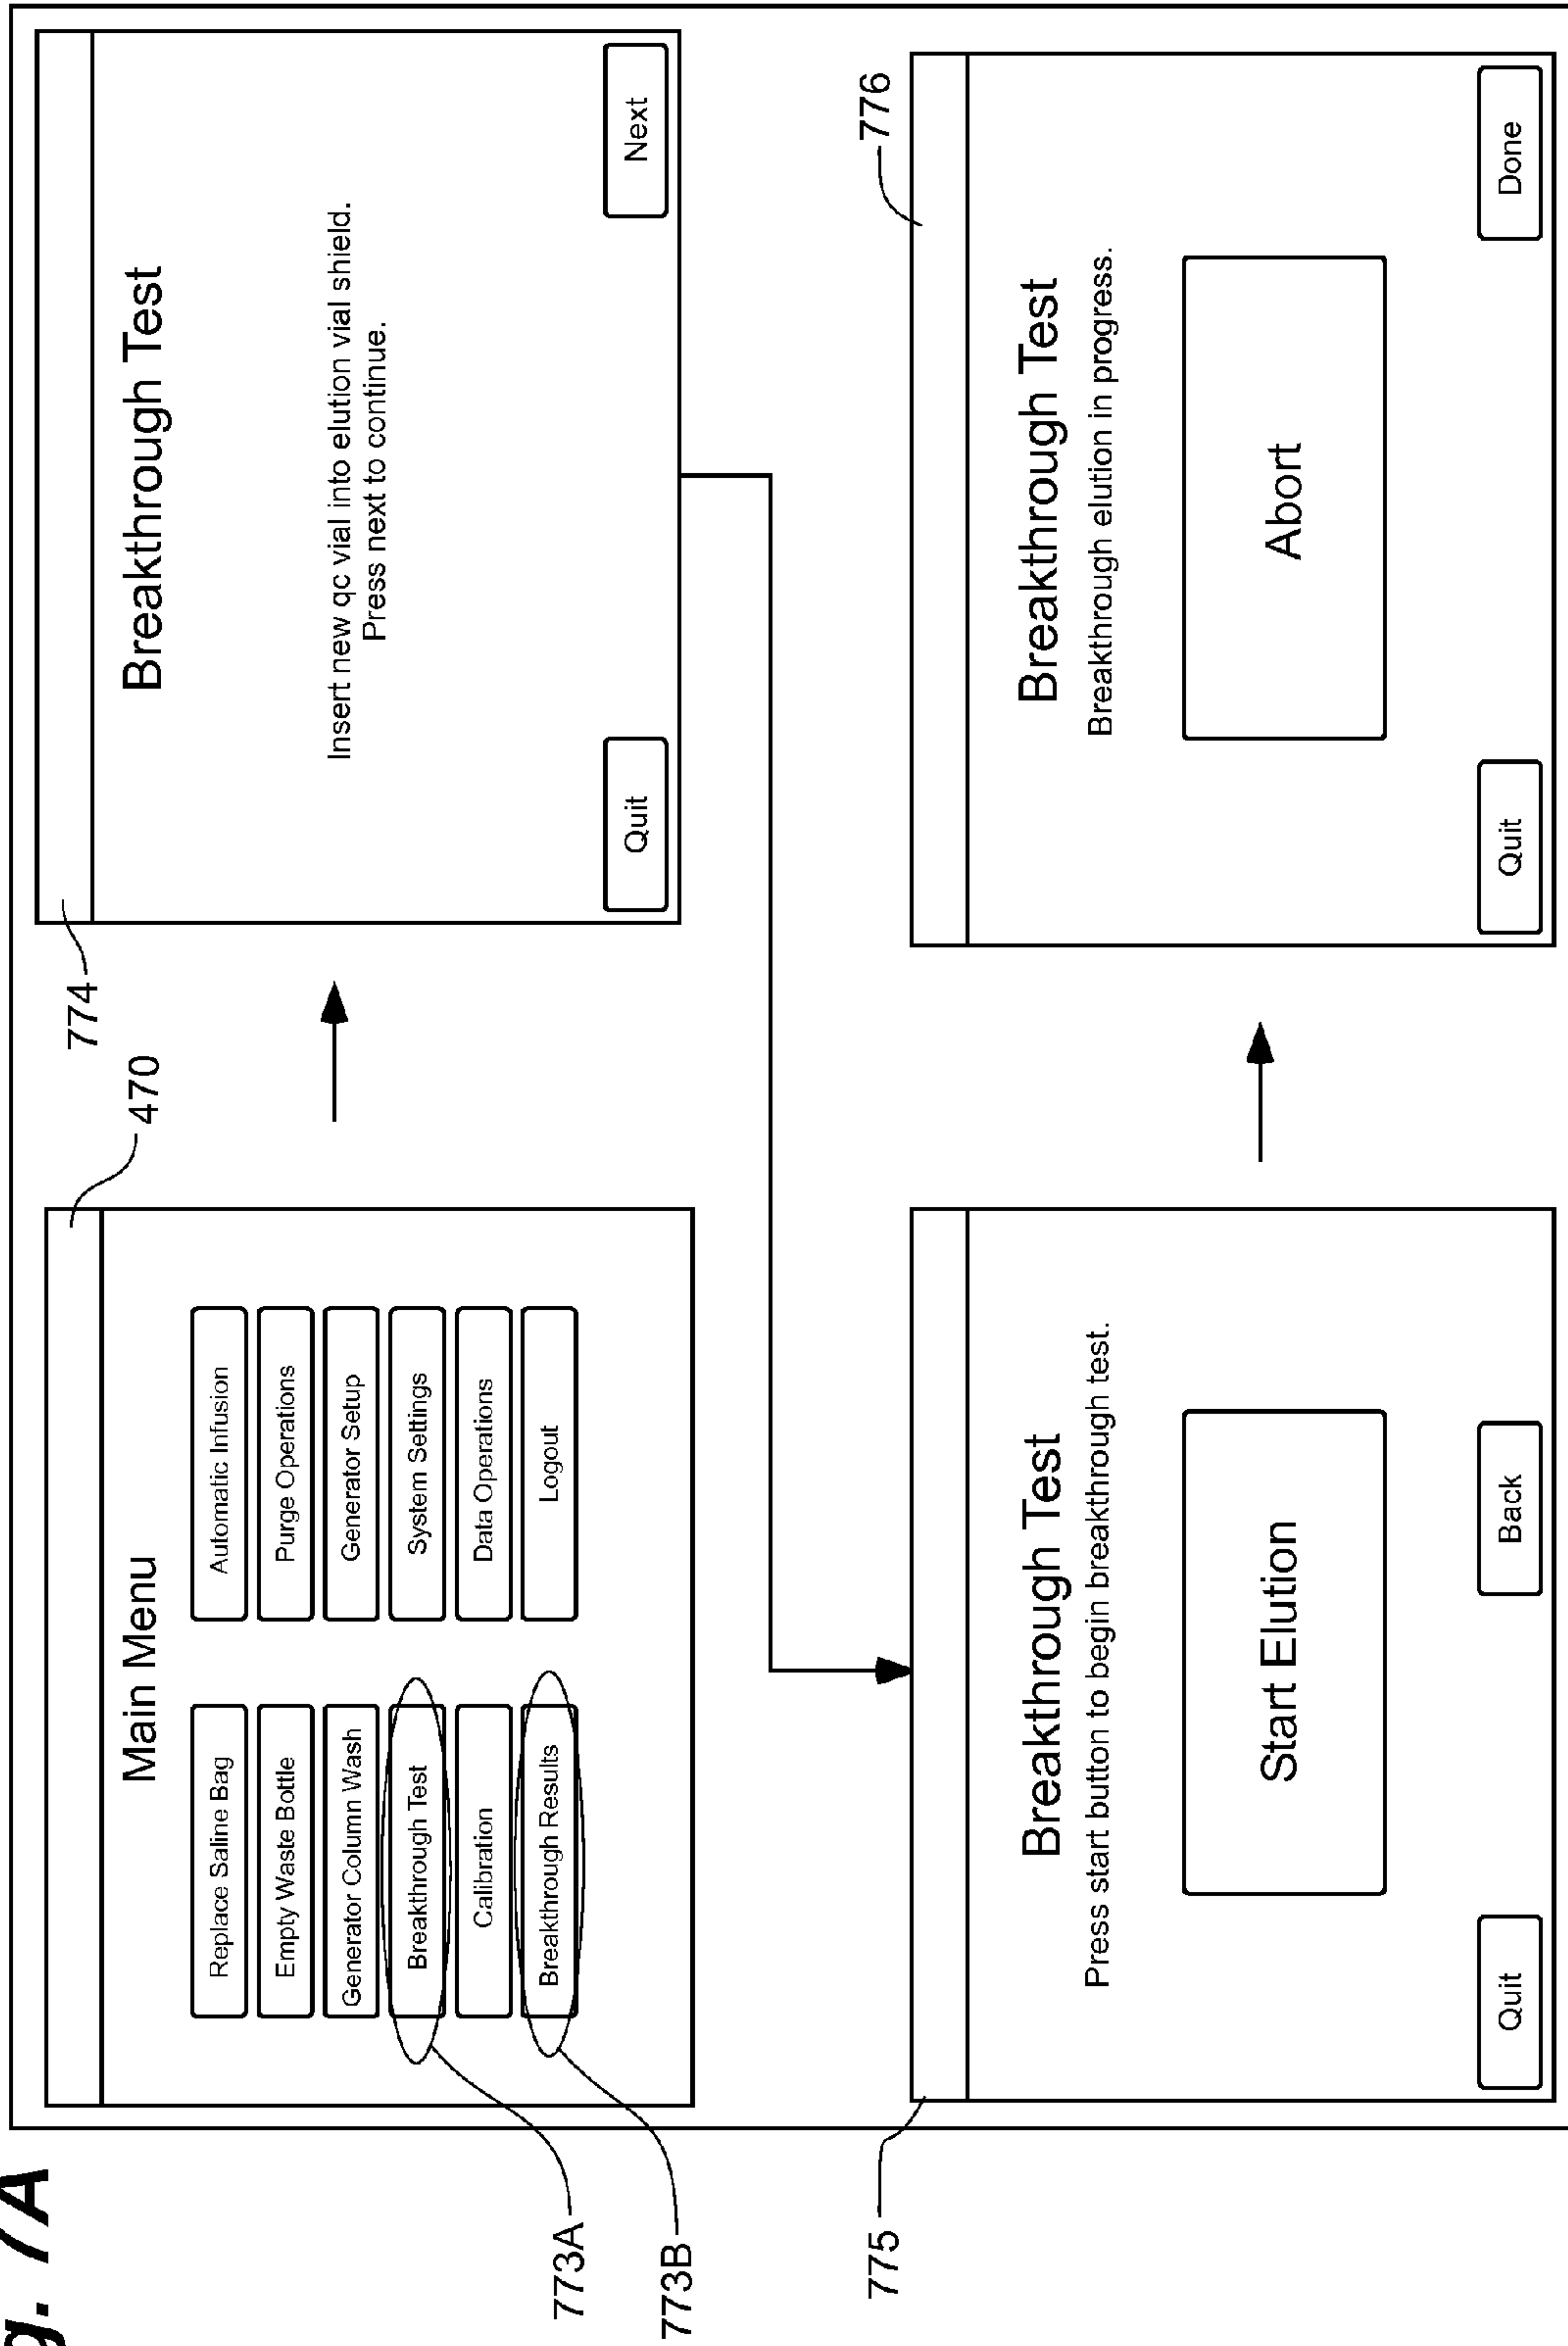 g. 7A
470
Main Menu
Replace Saline Bag
Automatic Infusion
Empty Waste Bottle
Purge Operations
Generator Column Wash
Generator Setup
Breakthrough Test
System Settings
Calibration
Data Operations
Breakthrough Results
Logout
773A
773B
774
Breakthrough Test
Insert new qc vial into elution vial shield.
Press next to continue.
Quit
Next
775
Breakthrough Test
Press start button to begin breakthrough test.
Start Elution
Quit
Back
776
Breakthrough Test
Breakthrough elution in progress.
Abort
Quit
Done